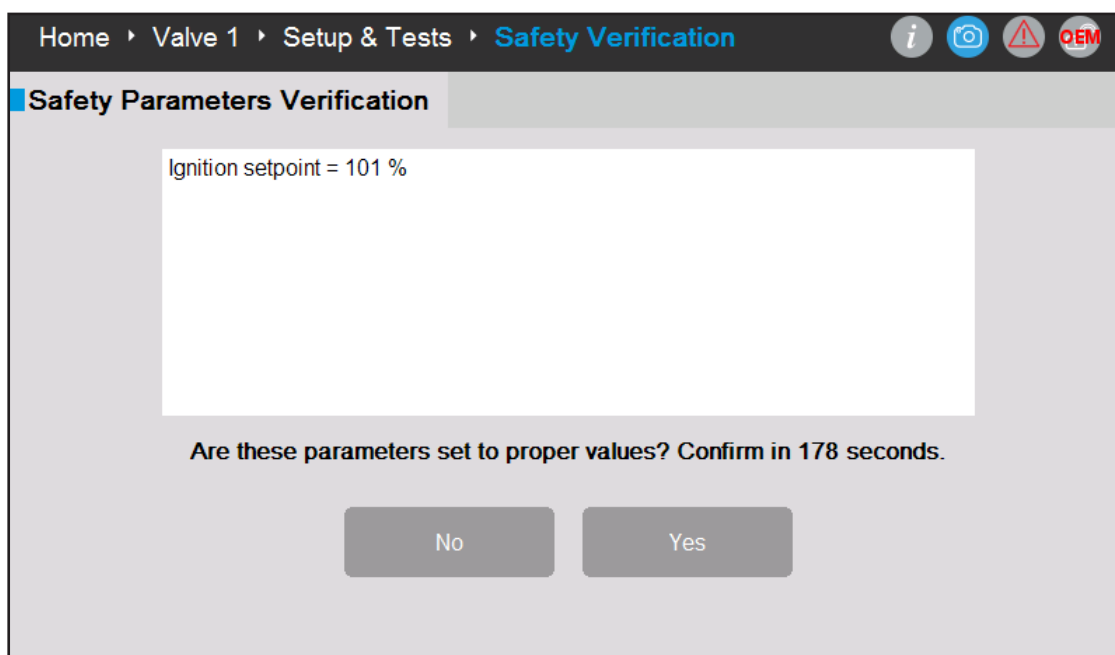 Home ‣ Valve 1 ‣ Setup & Tests ‣ Safety Verification
i
OEM
Safety Parameters Verification
Ignition setpoint = 101 %
Are these parameters set to proper values? Confirm in 178 seconds.
No
Yes